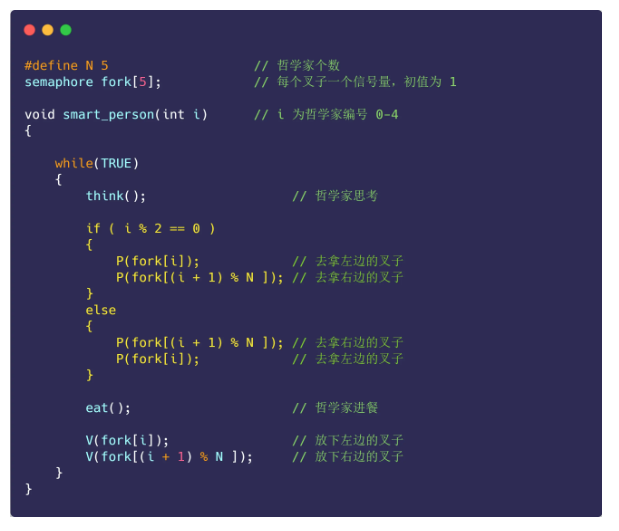 #define N 5 // 哲学家个数
semaphore fork[5]; // 每个叉子一个信号量，初值为 1
void smart_person(int i) // i 为哲学家编号 0-4
{
while(TRUE)
{
think(); // 哲学家思考
if ( i % 2 == 0 )
{
P(fork[i]); // 去拿左边的叉子
P(fork[(i + 1) % N ]); // 去拿右边的叉子
}
else
{
P(fork[(i + 1) % N ]); // 去拿右边的叉子
P(fork[i]); // 去拿左边的叉子
}
eat(); // 哲学家进餐
V(fork[i]); // 放下左边的叉子
V(fork[(i + 1) % N ]); // 放下右边的叉子
}
}